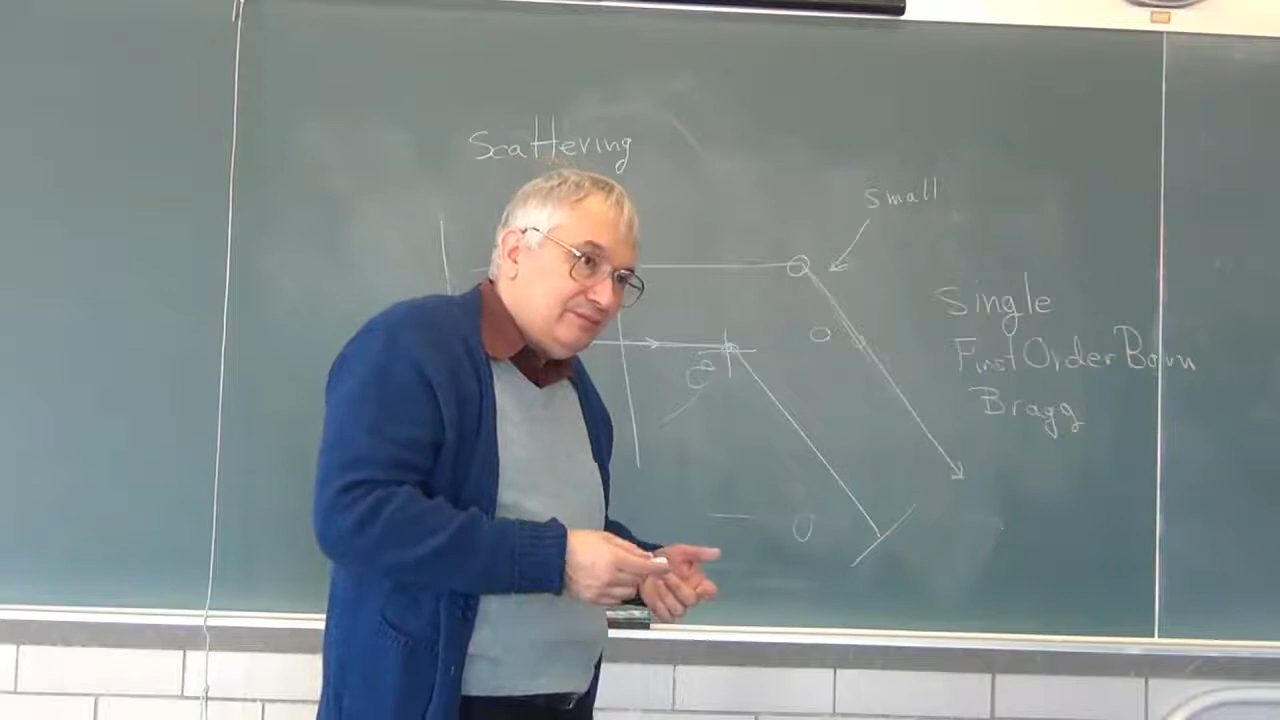 Scattering
small
Single
First Order Born
Bragg